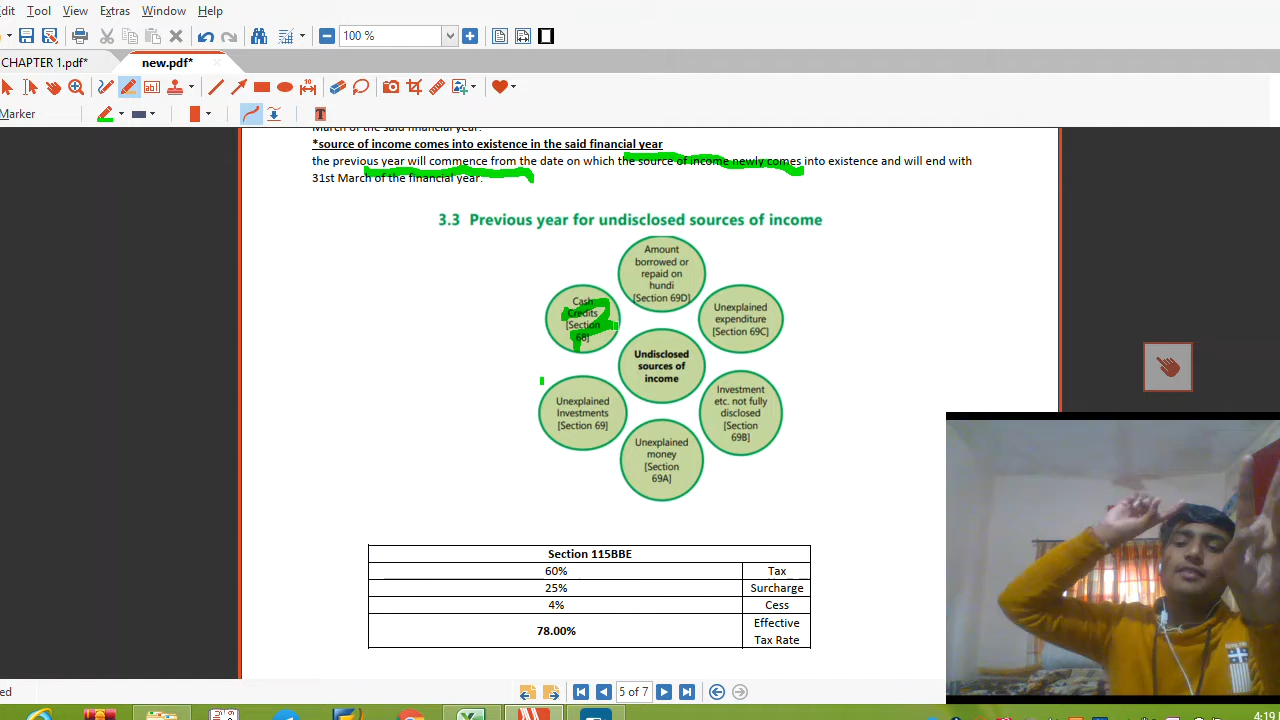 dit Tool View Extras Window Help
100 %
CHAPTER 1.pdf* new.pdf*
10
Marker
T
March of the said financial year.
*source of income comes into existence in the said financial year
the previous year will commence from the date on which the source of income newly comes into existence and will end with
31st March of the financial year.
3.3 Previous year for undisclosed sources of income
Amount
borrowed or
repaid on
hundi
[Section 69D]
Cash
Credits
[Section
68]
Unexplained
expenditure
[Section 69C]
Undisclosed
sources of
income
Unexplained
Investments
[Section 69]
Investment
etc. not fully
disclosed
[Section
69B]
Unexplained
money
[Section
69A]
Section 115BBE
60% Tax
25% Surcharge
4% Cess
78.00% Effective
Tax Rate
ed
5 of 7
4:19